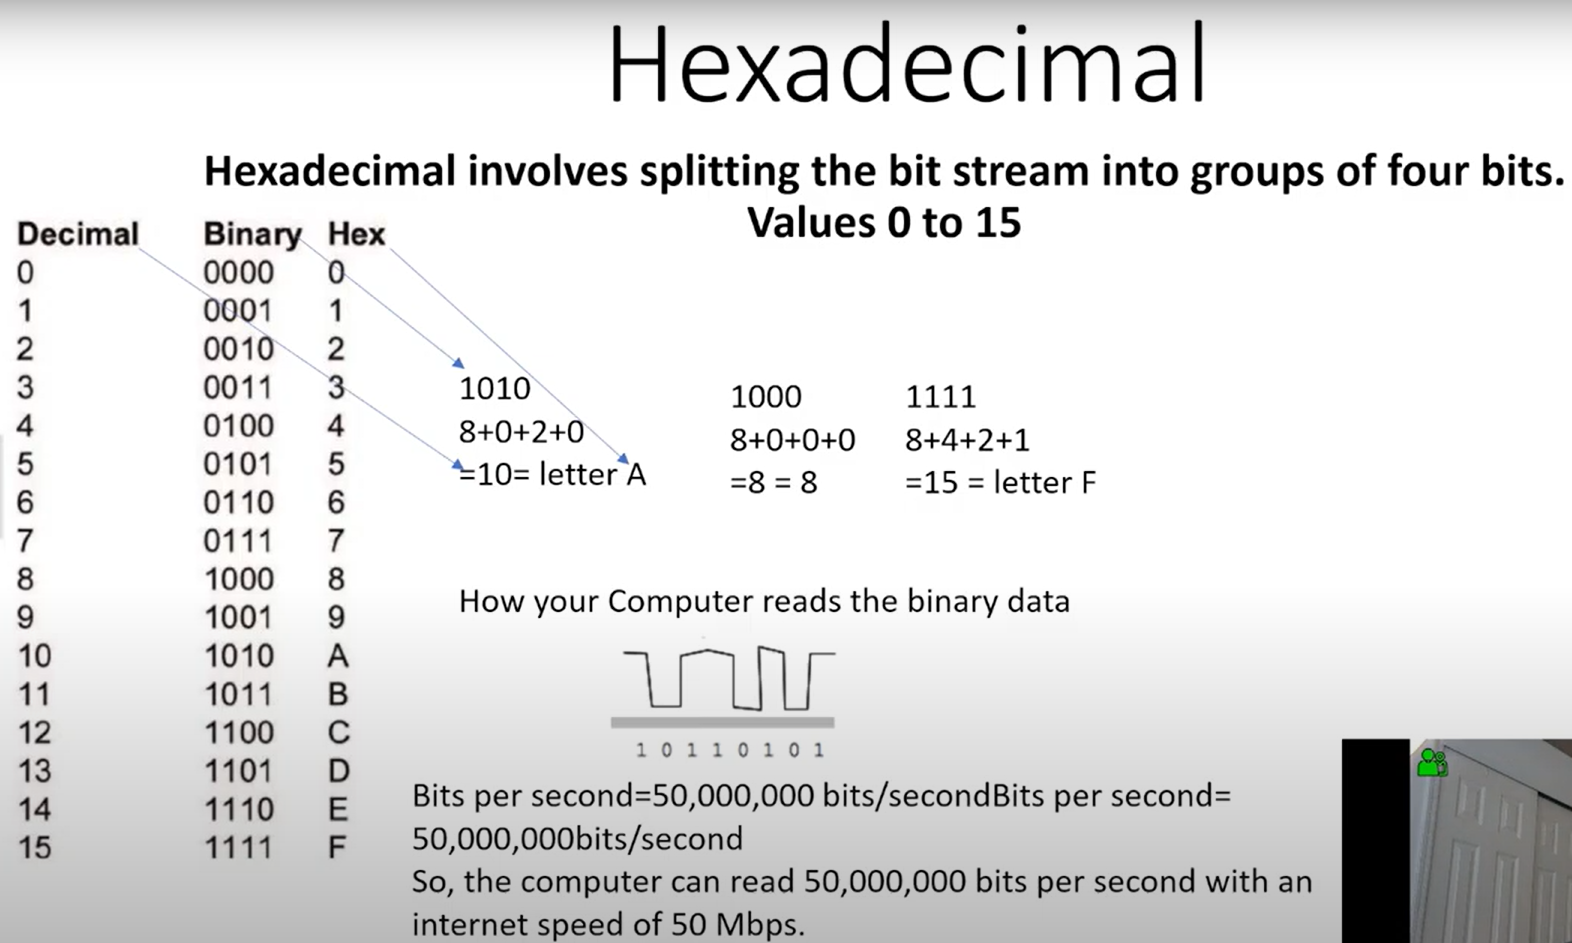 Hexadecimal
Hexadecimal involves splitting the bit stream into groups of four bits.
Values 0 to 15
Decimal Binary Hex
0 0000 0
1 0001 1
2 0010 2
3 0011 3
4 0100 4
5 0101 5
6 0110 6
7 0111 7
8 1000 8
9 1001 9
10 1010 A
11 1011 B
12 1100 C
13 1101 D
14 1110 E
15 1111 F
1010
8+0+2+0
=10= letter A
1000
8+0+0+0
=8 = 8
1111
8+4+2+1
=15 = letter F
How your Computer reads the binary data
1 0 1 1 0 1 0 1
Bits per second=50,000,000 bits/secondBits per second=
50,000,000bits/second
So, the computer can read 50,000,000 bits per second with an
internet speed of 50 Mbps.